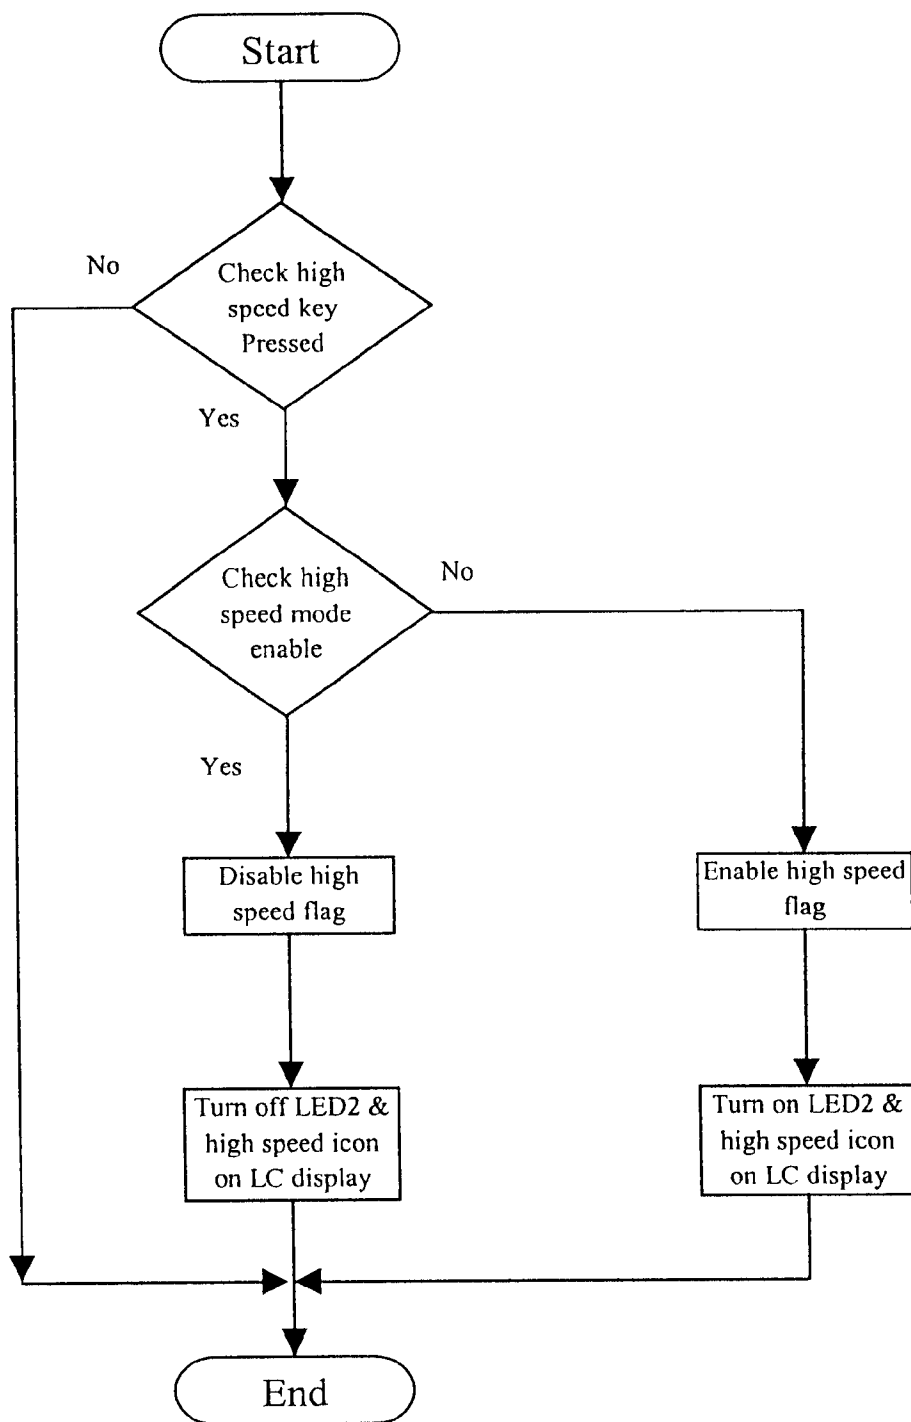 Start
No
Check high
speed key
Pressed
Yes
Check high
speed mode
enable
No
Yes
Disable high
speed flag
Enable high speed
flag
Turn off LED2 &
high speed icon
on LC display
Turn on LED2 &
high speed icon
on LC display
End